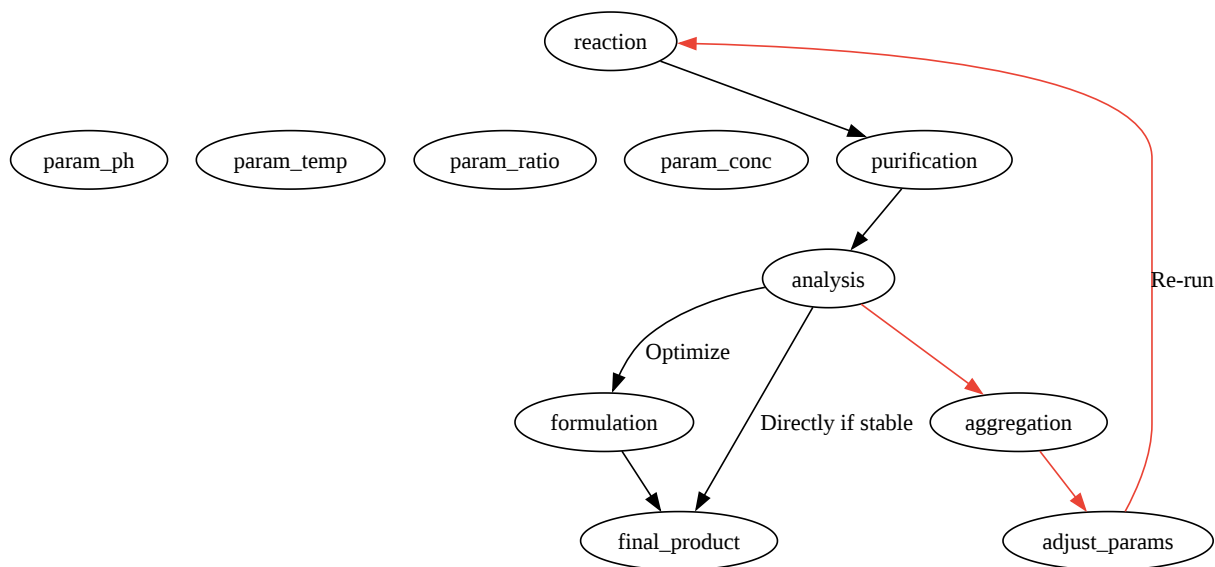 reaction
param_ph
param_temp
param_ratio
param_conc
purification
analysis
Re-run
Optimize
formulation
Directly if stable
aggregation
final_product
adjust_params